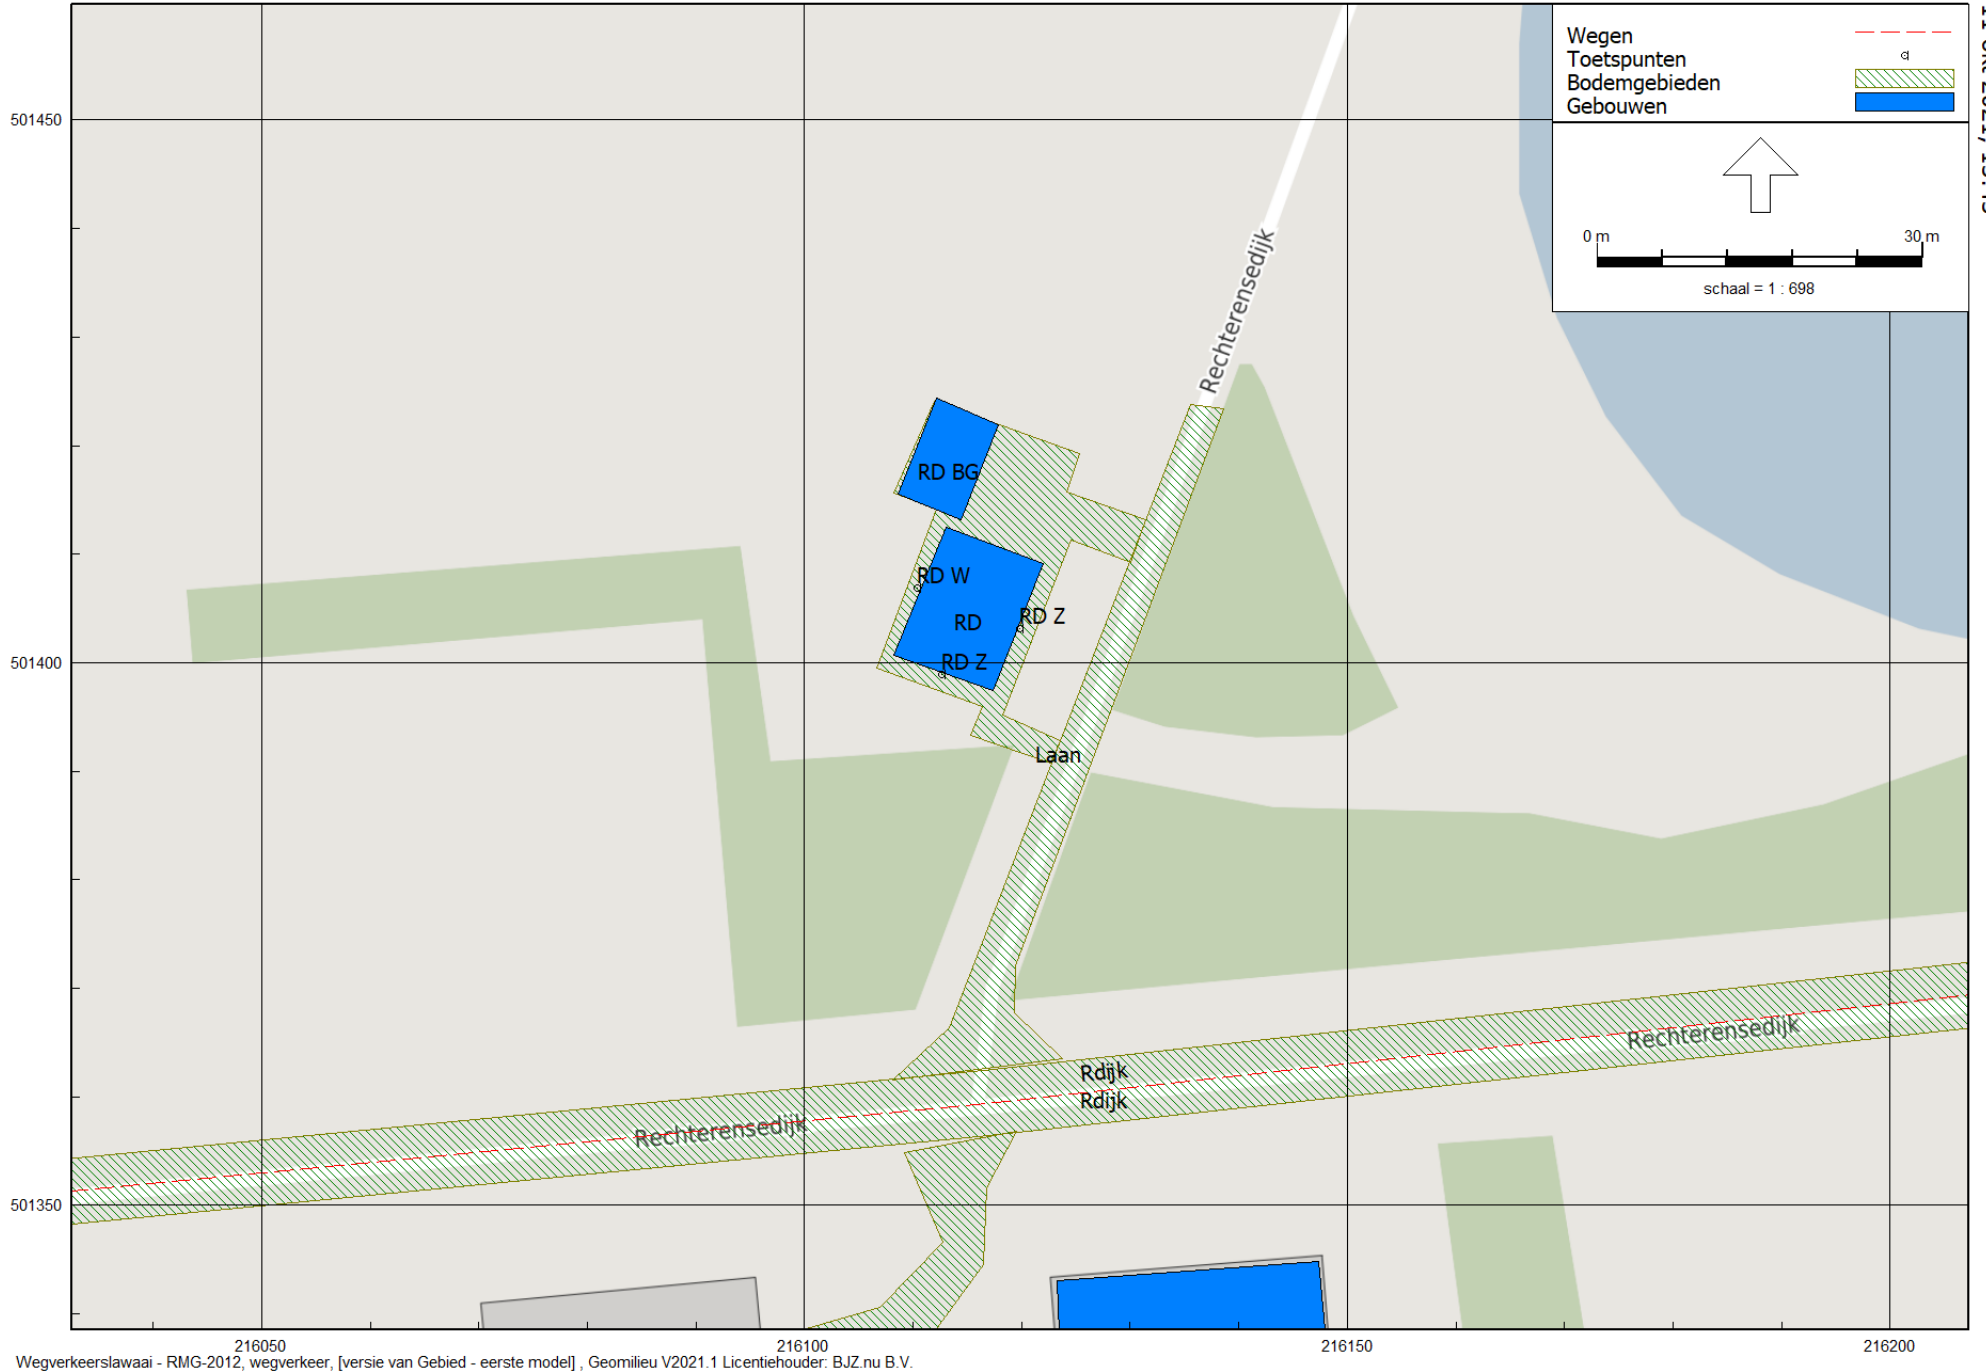 Wegen
Toetspunten
Bodemgebieden
Gebouwen
0 m 30 m
schaal = 1 : 698
501450
Rechterensedijk
RD BG
RD W
RD
RD Z
501400
RD Z
Laan
Rechterensedijk
Rdijk
Rdijk
Rechterensedijk
501350
216050 216100 216150 216200
Wegverkeerslawaai - RMG-2012, wegverkeer, [versie van Gebied - eerste model] , Geomilieu V2021.1 Licentiehouder: BJZ.nu B.V.